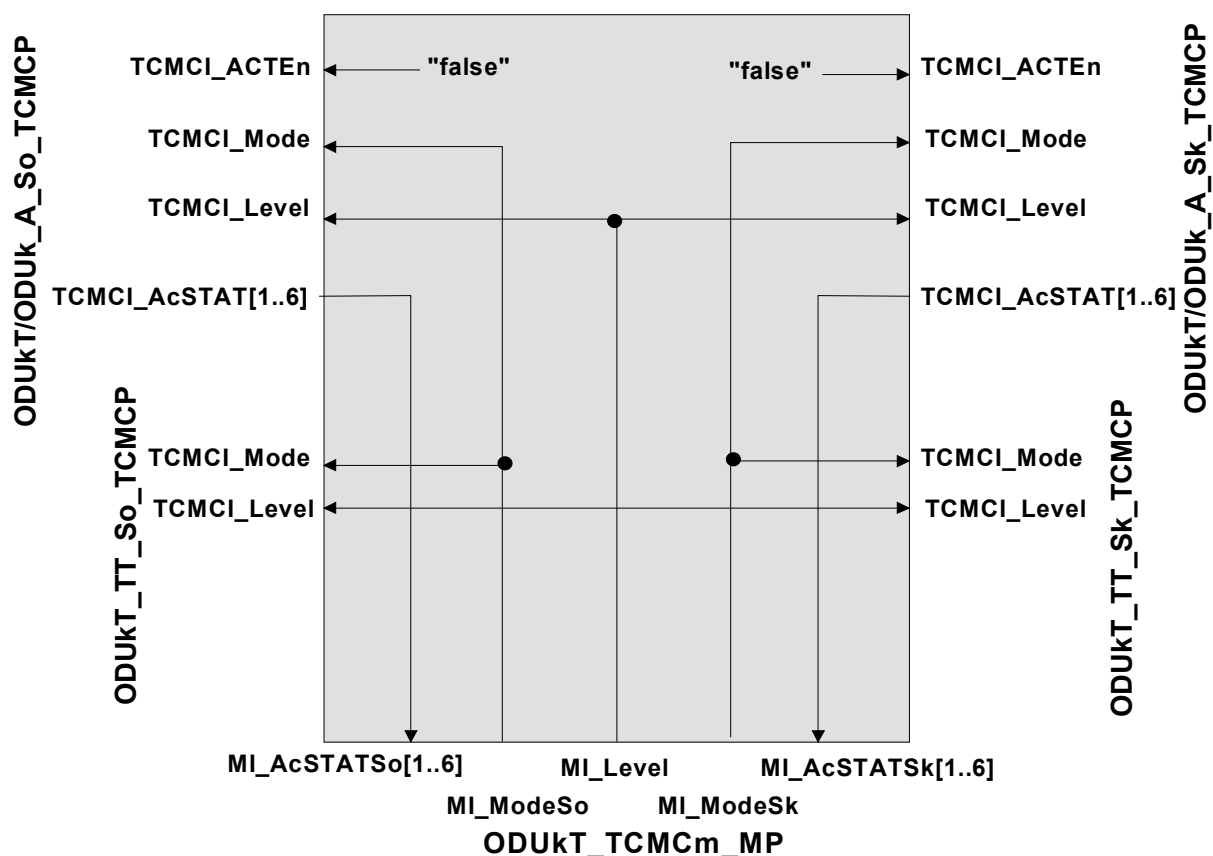 ODUkT/ODUk_A_So_TCMCP
TCMCI_ACTEn
"false"
"false"
TCMCI_ACTEn
TCMCI_Mode
TCMCI_Mode
TCMCI_Level
TCMCI_Level
TCMCI_AcSTAT[1..6]
TCMCI_AcSTAT[1..6]
ODUkT/ODUk_A_Sk_TCMCP
ODUkT_TT_So_TCMCP
TCMCI_Mode
TCMCI_Mode
TCMCI_Level
TCMCI_Level
ODUkT_TT_Sk_TCMCP
MI_AcSTATSo[1..6]
MI_Level
MI_AcSTATSk[1..6]
MI_ModeSo
MI_ModeSk
ODUkT_TCMCm_MP